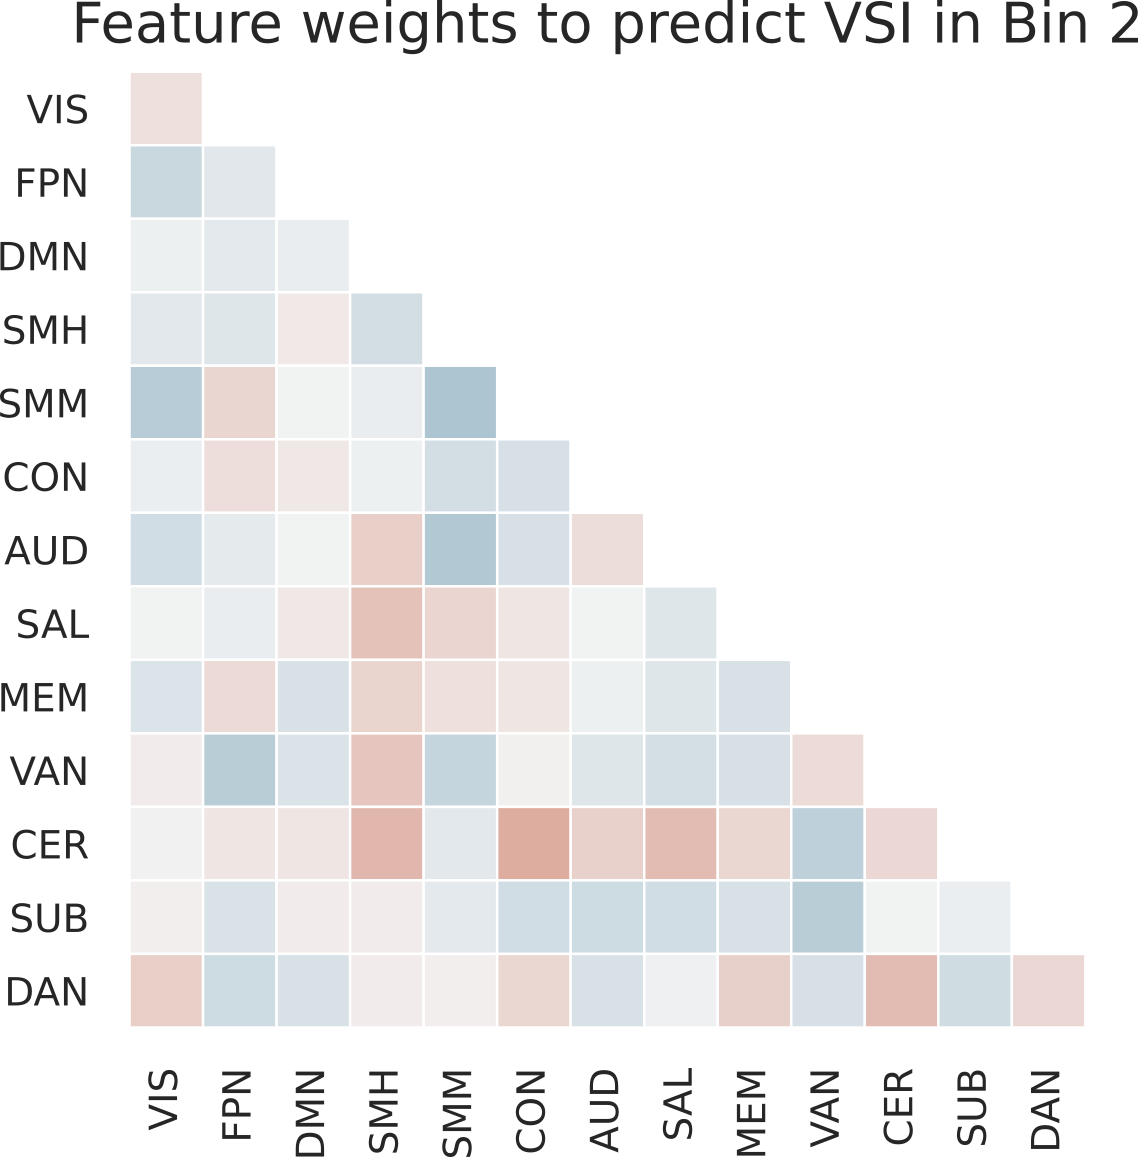 Feature weights to predict VSI in Bin 2
VIS
FPN
DMN
SMH
SMM
CON
AUD
SAL
MEM
VAN
CER
SUB
DAN
VIS
FPN
DMN
SMH
SMM
CON
AUD
SAL
MEM
VAN
CER
SUB
DAN